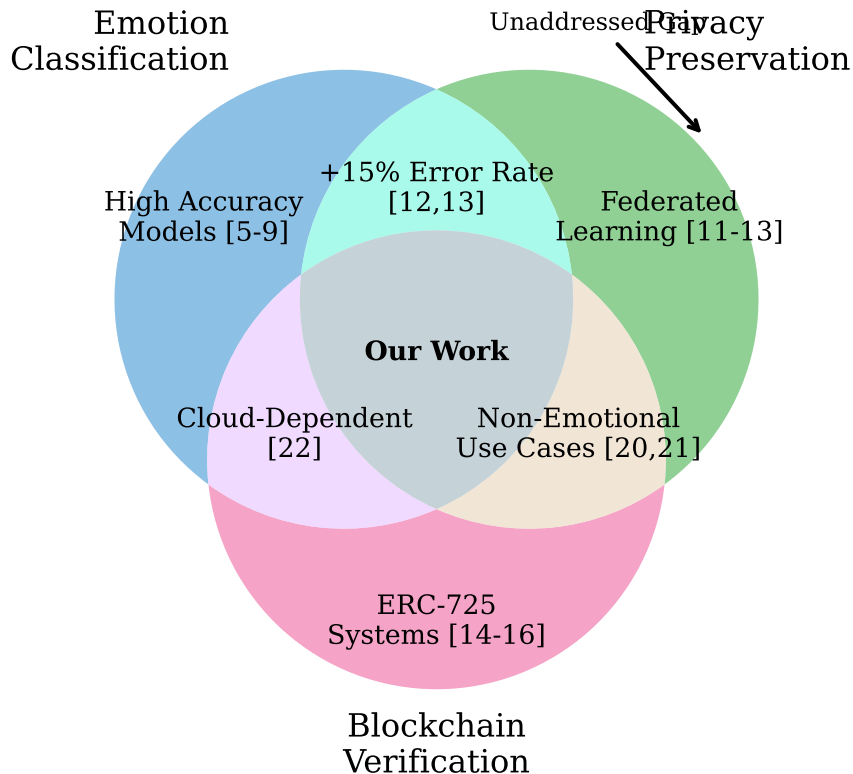 Emotion
Classification
Unaddressed Gap
Privacy
Preservation
+15% Error Rate
[12,13]
High Accuracy
Models [5-9]
Federated
Learning [11-13]
Our Work
Cloud-Dependent
[22]
Non-Emotional
Use Cases [20,21]
ERC-725
Systems [14-16]
Blockchain
Verification